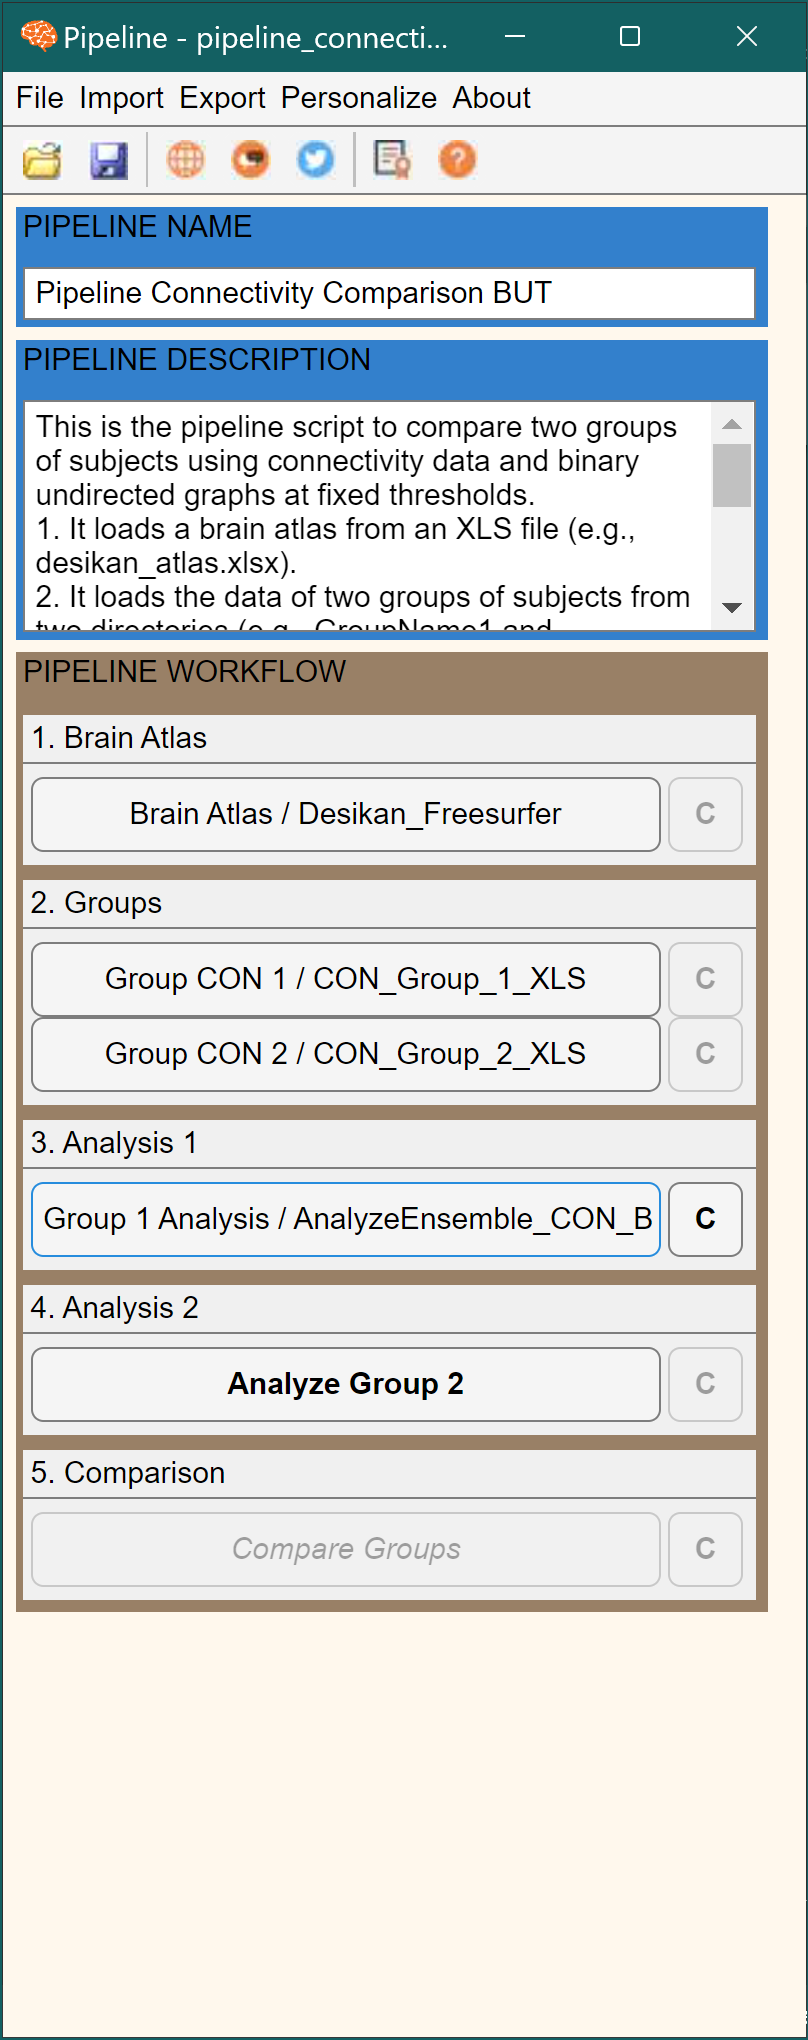 Pipeline - pipeline_connecti...
File Import Export Personalize About
PIPELINE NAME
Pipeline Connectivity Comparison BUT
PIPELINE DESCRIPTION
This is the pipeline script to compare two groups
of subjects using connectivity data and binary
undirected graphs at fixed thresholds.
1. It loads a brain atlas from an XLS file (e.g.,
desikan_atlas.xlsx).
2. It loads the data of two groups of subjects from
two directories (e.g., GroupName1 and
PIPELINE WORKFLOW
1. Brain Atlas
Brain Atlas / Desikan_Freesurfer C
2. Groups
Group CON 1 / CON_Group_1_XLS C
Group CON 2 / CON_Group_2_XLS C
3. Analysis 1
Group 1 Analysis / AnalyzeEnsemble_CON_B C
4. Analysis 2
Analyze Group 2 C
5. Comparison
Compare Groups C